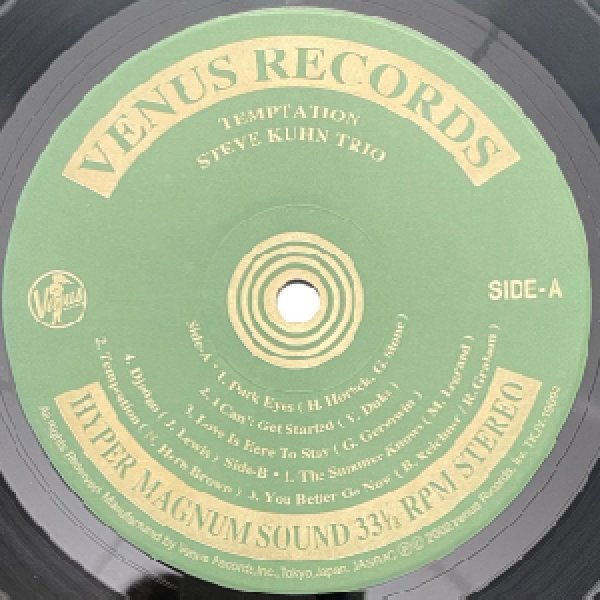 VENUS RECORDS
TEMPTATION
STEVE KUHN TRIO
Venus
SIDE-A
Side-A • 1. Dark Eyes ( H. Horlick, G. Stone )
2. I Can't Get Started ( V. Duke )
3. Love Is Here To Stay ( G. Gershwin )
4. Django ( J. Lewis ) Side-B • 1. The Summer Knows ( M. Legrand )
2. Temptation ( N. Herb Brown ) 3. You Better Go Now ( B. Reichner / R. Graham )
HYPER MAGNUM SOUND 33⅓ RPM STEREO
All Rights Reserved. Manufactured by Venus Records, Inc., Tokyo, Japan. JASRAC, ℗ © 2002 Venus Records, Inc.